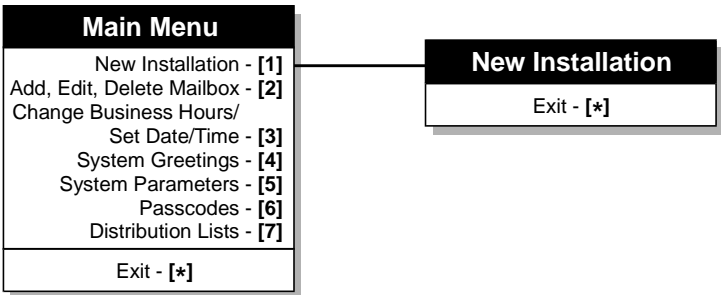 Main Menu
New Installation - [1]
Add, Edit, Delete Mailbox - [2]
Change Business Hours/
Set Date/Time - [3]
System Greetings - [4]
System Parameters - [5]
Passcodes - [6]
Distribution Lists - [7]
Exit - [*]
New Installation
Exit - [*]